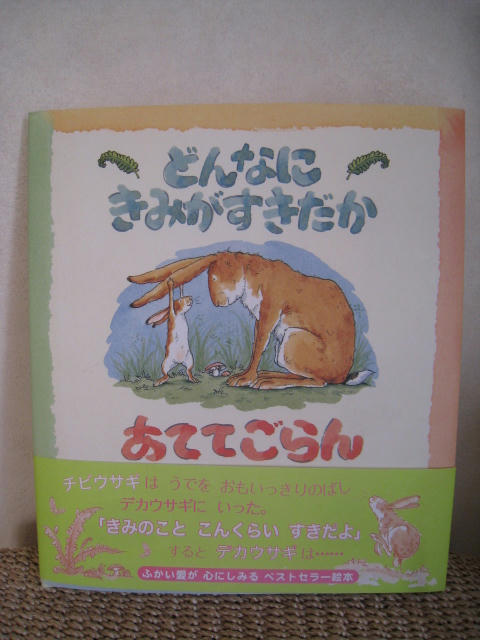 どんなに
きみがすきだか
あててごらん
チビウサギは うでを おもいっきりのばし
デカウサギに いった。
「きみのこと こんくらい すきだよ」
すると デカウサギは……
ふかい愛が 心にしみる ベストセラー絵本